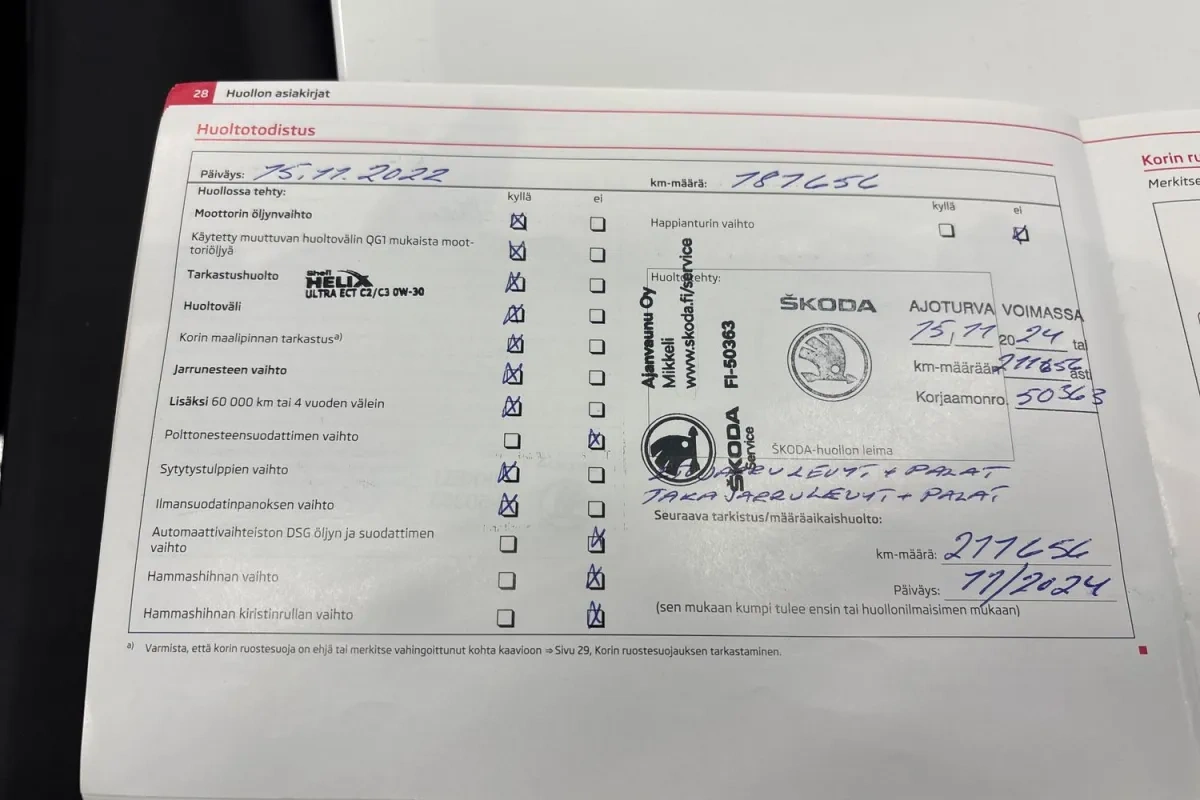 28 Huollon asiakirjat
Huoltotodistus
Päiväys: 15.11.2022
km-määrä: 181656
Huollossa tehty:
kyllä ei
Moottorin öljynvaihto
Käytetty muuttuvan huoltovälin QG1 mukaista moot-
toriöljyä
Tarkastushuolto
Shell
HELIX
ULTRA ECT C2/C3 0W-30
Huoltoväli
Korin maalipinnan tarkastus a)
Jarrunesteen vaihto
Lisäksi 60 000 km tai 4 vuoden välein
Polttonesteensuodattimen vaihto
Sytytystulppien vaihto
Ilmansuodatinpanoksen vaihto
Automaattivaihteiston DSG öljyn ja suodattimen
vaihto
Hammashihnan vaihto
Hammashihnan kiristinrullan vaihto
kyllä ei
Happianturin vaihto
Huolto tehty:
Ajanvaunu Oy
Mikkeli
www.skoda.fi/service
FI-50363
ŠKODA
Service
ŠKODA
AJOTURVA VOIMASSA
15.11 2024 tai
km-määrään 211656 asti
Korjaamonro. 50363
ŠKODA-huollon leima
JARRULEVYT + PALAT
TAKAJARRULEVYT + PALAT
Seuraava tarkistus/määräaikaishuolto:
km-määrä: 211656
Päiväys: 11/2024
(sen mukaan kumpi tulee ensin tai huollonilmaisimen mukaan)
a) Varmista, että korin ruostesuoja on ehjä tai merkitse vahingoittunut kohta kaavioon ⇒ Sivu 29, Korin ruostesuojauksen tarkastaminen.
Korin ru
Merkitse